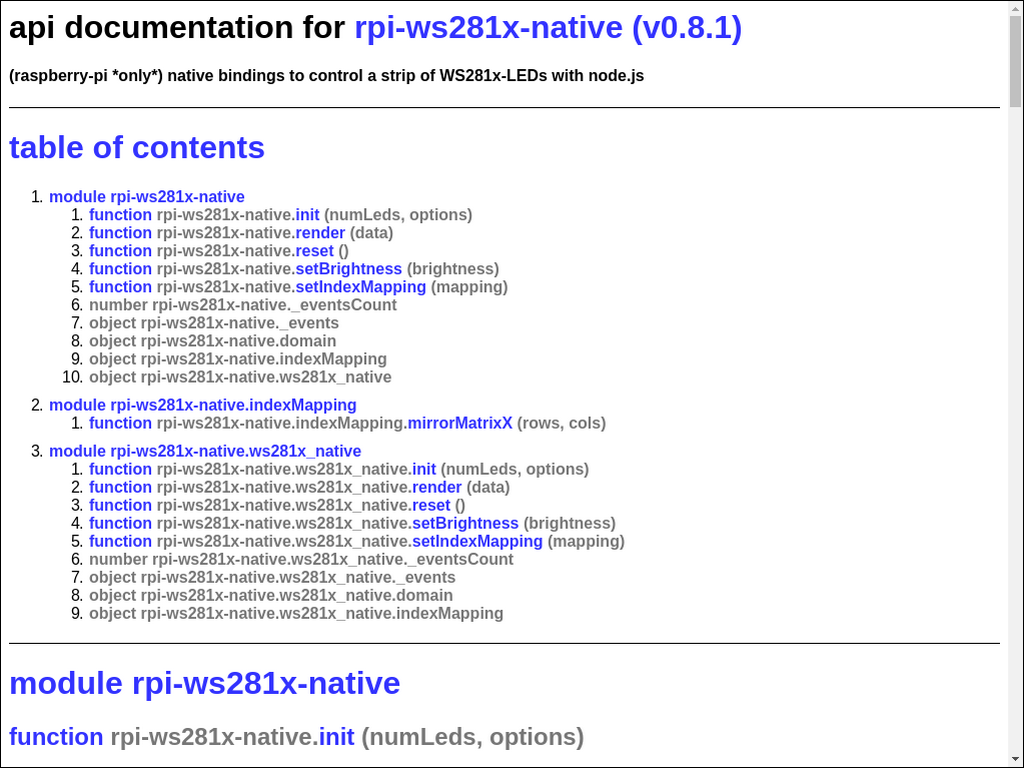 api documentation for rpi-ws281x-native (v0.8.1)
(raspberry-pi *only*) native bindings to control a strip of WS281x-LEDs with node.js
table of contents
1. module rpi-ws281x-native
1. function rpi-ws281x-native.init (numLeds, options)
2. function rpi-ws281x-native.render (data)
3. function rpi-ws281x-native.reset ()
4. function rpi-ws281x-native.setBrightness (brightness)
5. function rpi-ws281x-native.setIndexMapping (mapping)
6. number rpi-ws281x-native._eventsCount
7. object rpi-ws281x-native._events
8. object rpi-ws281x-native.domain
9. object rpi-ws281x-native.indexMapping
10. object rpi-ws281x-native.ws281x_native
2. module rpi-ws281x-native.indexMapping
1. function rpi-ws281x-native.indexMapping.mirrorMatrixX (rows, cols)
3. module rpi-ws281x-native.ws281x_native
1. function rpi-ws281x-native.ws281x_native.init (numLeds, options)
2. function rpi-ws281x-native.ws281x_native.render (data)
3. function rpi-ws281x-native.ws281x_native.reset ()
4. function rpi-ws281x-native.ws281x_native.setBrightness (brightness)
5. function rpi-ws281x-native.ws281x_native.setIndexMapping (mapping)
6. number rpi-ws281x-native.ws281x_native._eventsCount
7. object rpi-ws281x-native.ws281x_native._events
8. object rpi-ws281x-native.ws281x_native.domain
9. object rpi-ws281x-native.ws281x_native.indexMapping
module rpi-ws281x-native
function rpi-ws281x-native.init (numLeds, options)